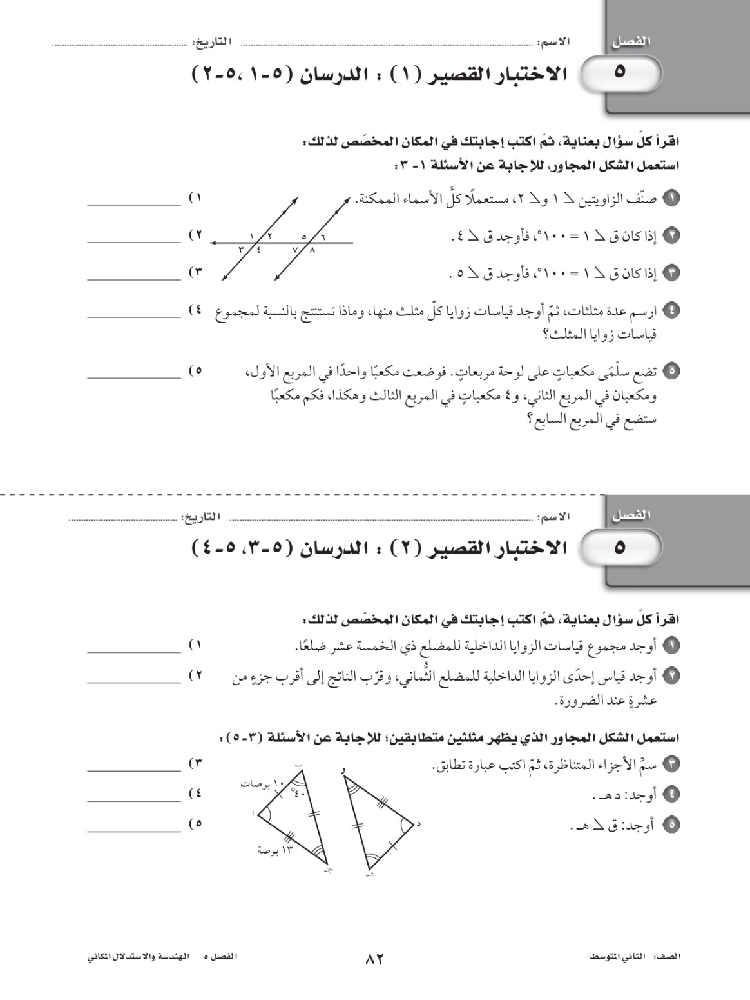 الفصل
٥
الاسم: التاريخ:
الاختبار القصير (١) : الدرسان (٥-١ ،٥-٢)
اقرأ كلّ سؤال بعناية، ثمّ اكتب إجابتك في المكان المخصّص لذلك:
استعمل الشكل المجاور، للإجابة عن الأسئلة ١- ٣:
١ صنّف الزاويتين ∠ ١ و∠ ٢، مستعملًا كلَّ الأسماء الممكنة. ١)
٢ إذا كان ق ∠ ١ = ١٠٠°، فأوجد ق ∠ ٤. ٢)
٣ إذا كان ق ∠ ١ = ١٠٠°، فأوجد ق ∠ ٥ . ٣)
١ ٢ ٥ ٦
٣ ٤ ٧ ٨
٤ ارسم عدة مثلثات، ثمّ أوجد قياسات زوايا كلّ مثلث منها، وماذا تستنتج بالنسبة لمجموع ٤)
قياسات زوايا المثلث؟
٥ تضع سلْمَى مكعباتٍ على لوحة مربعاتٍ. فوضعت مكعبًا واحدًا في المربع الأول، ٥)
ومكعبان في المربع الثاني، و٤ مكعباتٍ في المربع الثالث وهكذا، فكم مكعبًا
ستضع في المربع السابع؟
الفصل
٥
الاسم: التاريخ:
الاختبار القصير (٢) : الدرسان (٥-٣، ٥-٤)
اقرأ كلّ سؤال بعناية، ثمّ اكتب إجابتك في المكان المخصّص لذلك:
١ أوجد مجموع قياسات الزوايا الداخلية للمضلع ذي الخمسة عشر ضلعًا. ١)
٢ أوجد قياس إحدَى الزوايا الداخلية للمضلع الثُّماني، وقرّب الناتج إلى أقرب جزءٍ من ٢)
عشرةٍ عند الضرورة.
استعمل الشكل المجاور الذي يظهر مثلثين متطابقين؛ للإجابة عن الأسئلة (٣-٥):
٣ سمِّ الأجزاء المتناظرة، ثمّ اكتب عبارة تطابق. ٣)
٤ أوجد: د هـ . ٤)
٥ أوجد: ق ∠ هـ . ٥)
و
١٠ بوصات
٤٠°
د
١٣ بوصة
جـ
هـ
الصف: الثاني المتوسط
٨٢
الفصل ٥ الهندسة والاستدلال المكاني